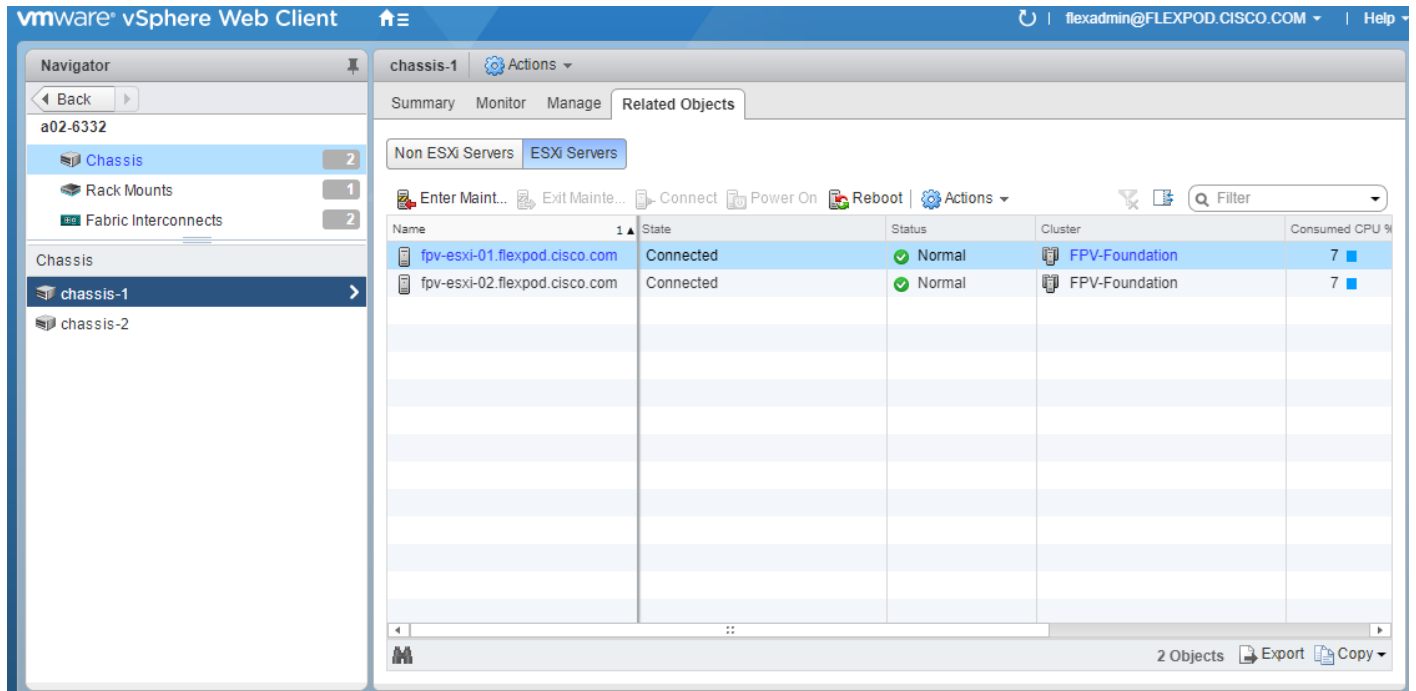 vmware® vSphere Web Client
flexadmin@FLEXPOD.CISCO.COM | Help
Navigator
Back
a02-6332
Chassis 2
Rack Mounts 1
Fabric Interconnects 2
Chassis
chassis-1
chassis-2
chassis-1 Actions
Summary Monitor Manage Related Objects
Non ESXi Servers ESXi Servers
Enter Maint... Exit Mainte... Connect Power On Reboot | Actions Filter
Name 1 State Status Cluster Consumed CPU %
fpv-esxi-01.flexpod.cisco.com Connected Normal FPV-Foundation 7
fpv-esxi-02.flexpod.cisco.com Connected Normal FPV-Foundation 7
2 Objects Export Copy